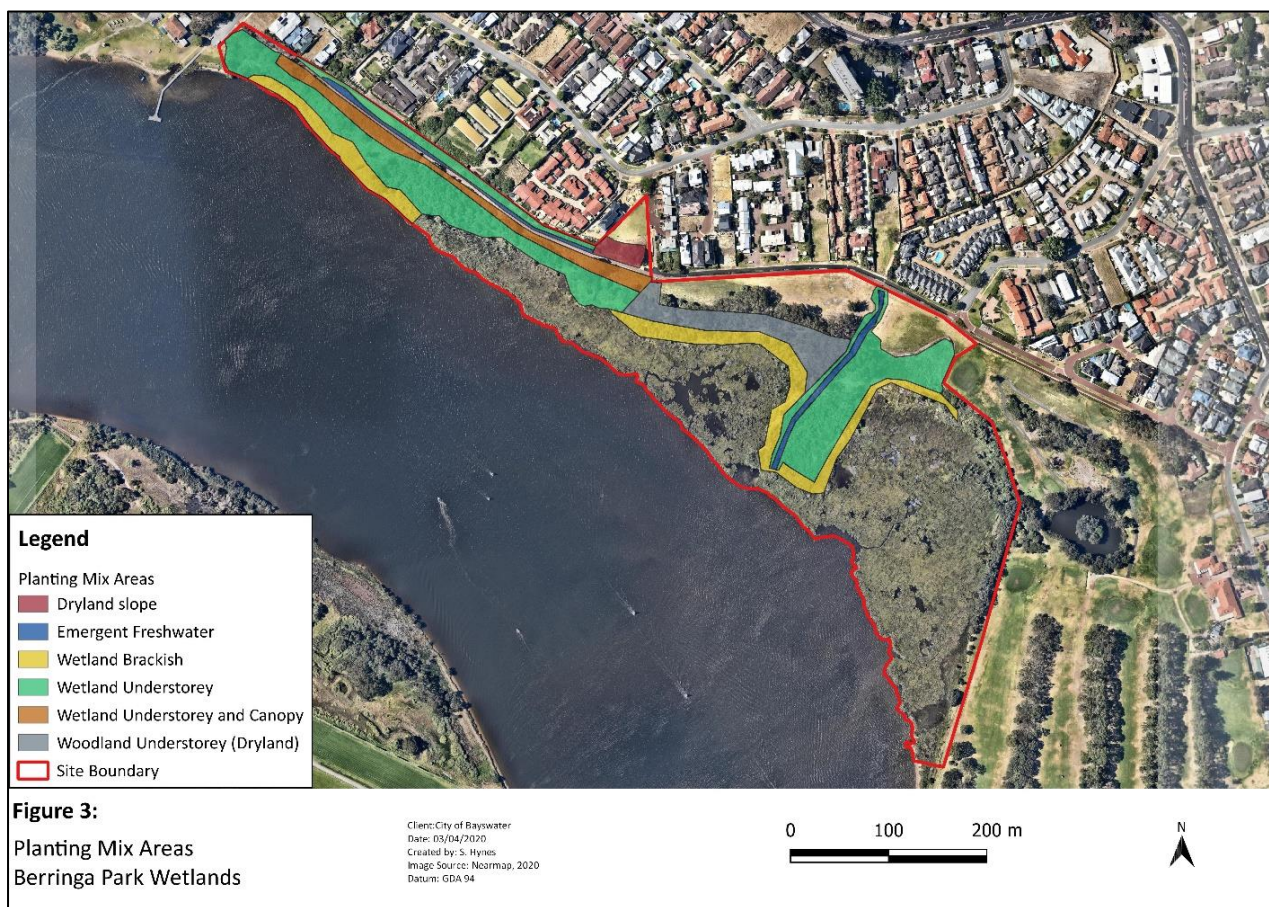 Legend
Planting Mix Areas
Dryland slope
Emergent Freshwater
Wetland Brackish
Wetland Understorey
Wetland Understorey and Canopy
Woodland Understorey (Dryland)
Site Boundary
Figure 3:
Planting Mix Areas
Berringa Park Wetlands
Client:City of Bayswater
Date: 03/04/2020
Created by: S. Hynes
Image Source: Nearmap, 2020
Datum: GDA 94
0 100 200 m
N